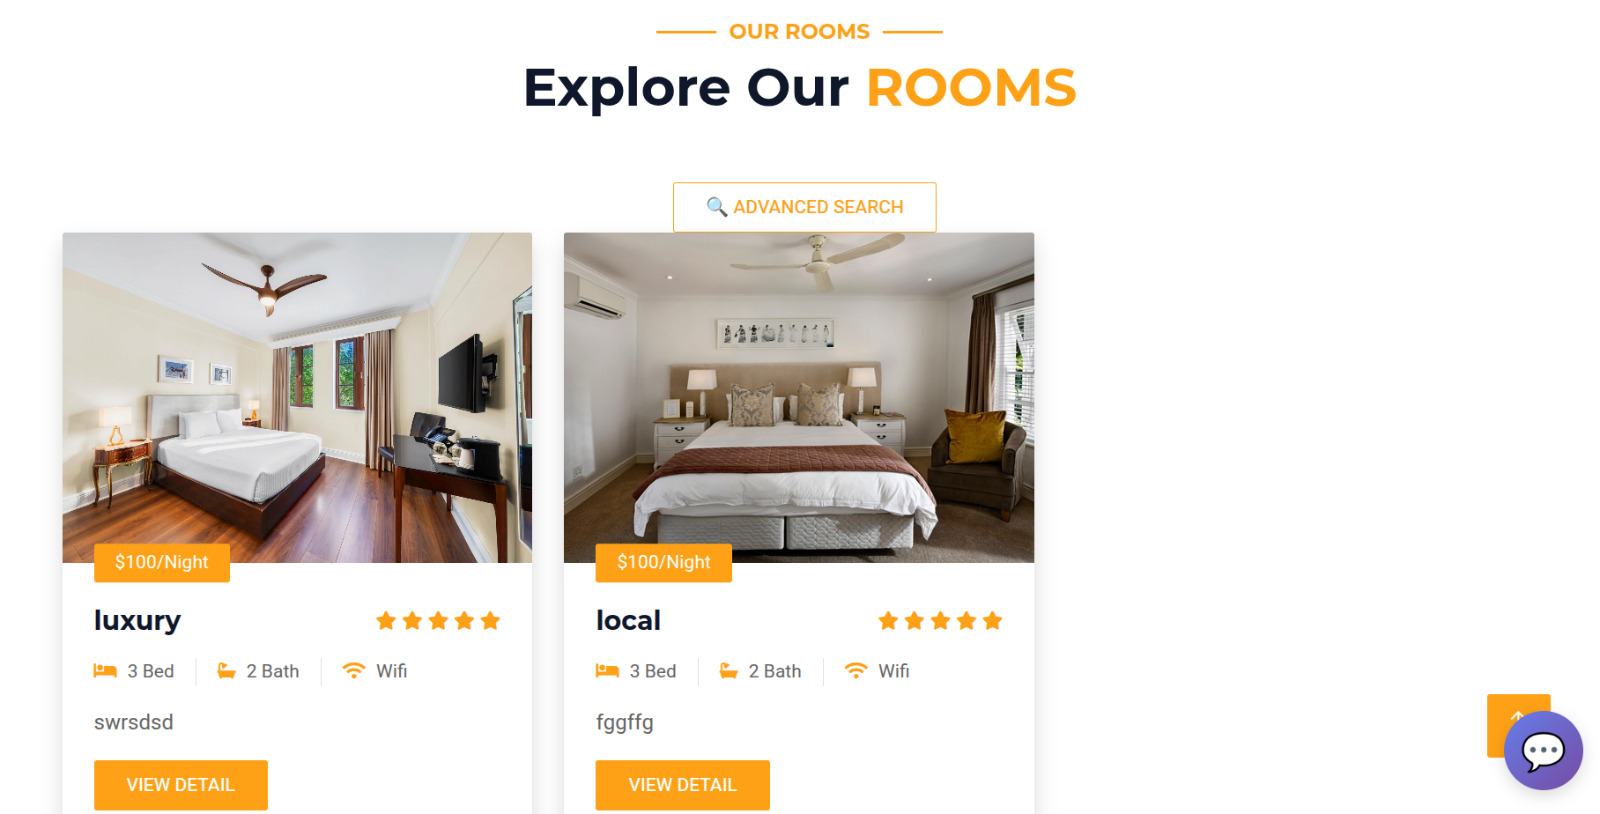 OUR ROOMS
Explore Our ROOMS
🔍 ADVANCED SEARCH
$100/Night
luxury
3 Bed
2 Bath
Wifi
swrsdsd
VIEW DETAIL
$100/Night
local
3 Bed
2 Bath
Wifi
fggffg
VIEW DETAIL